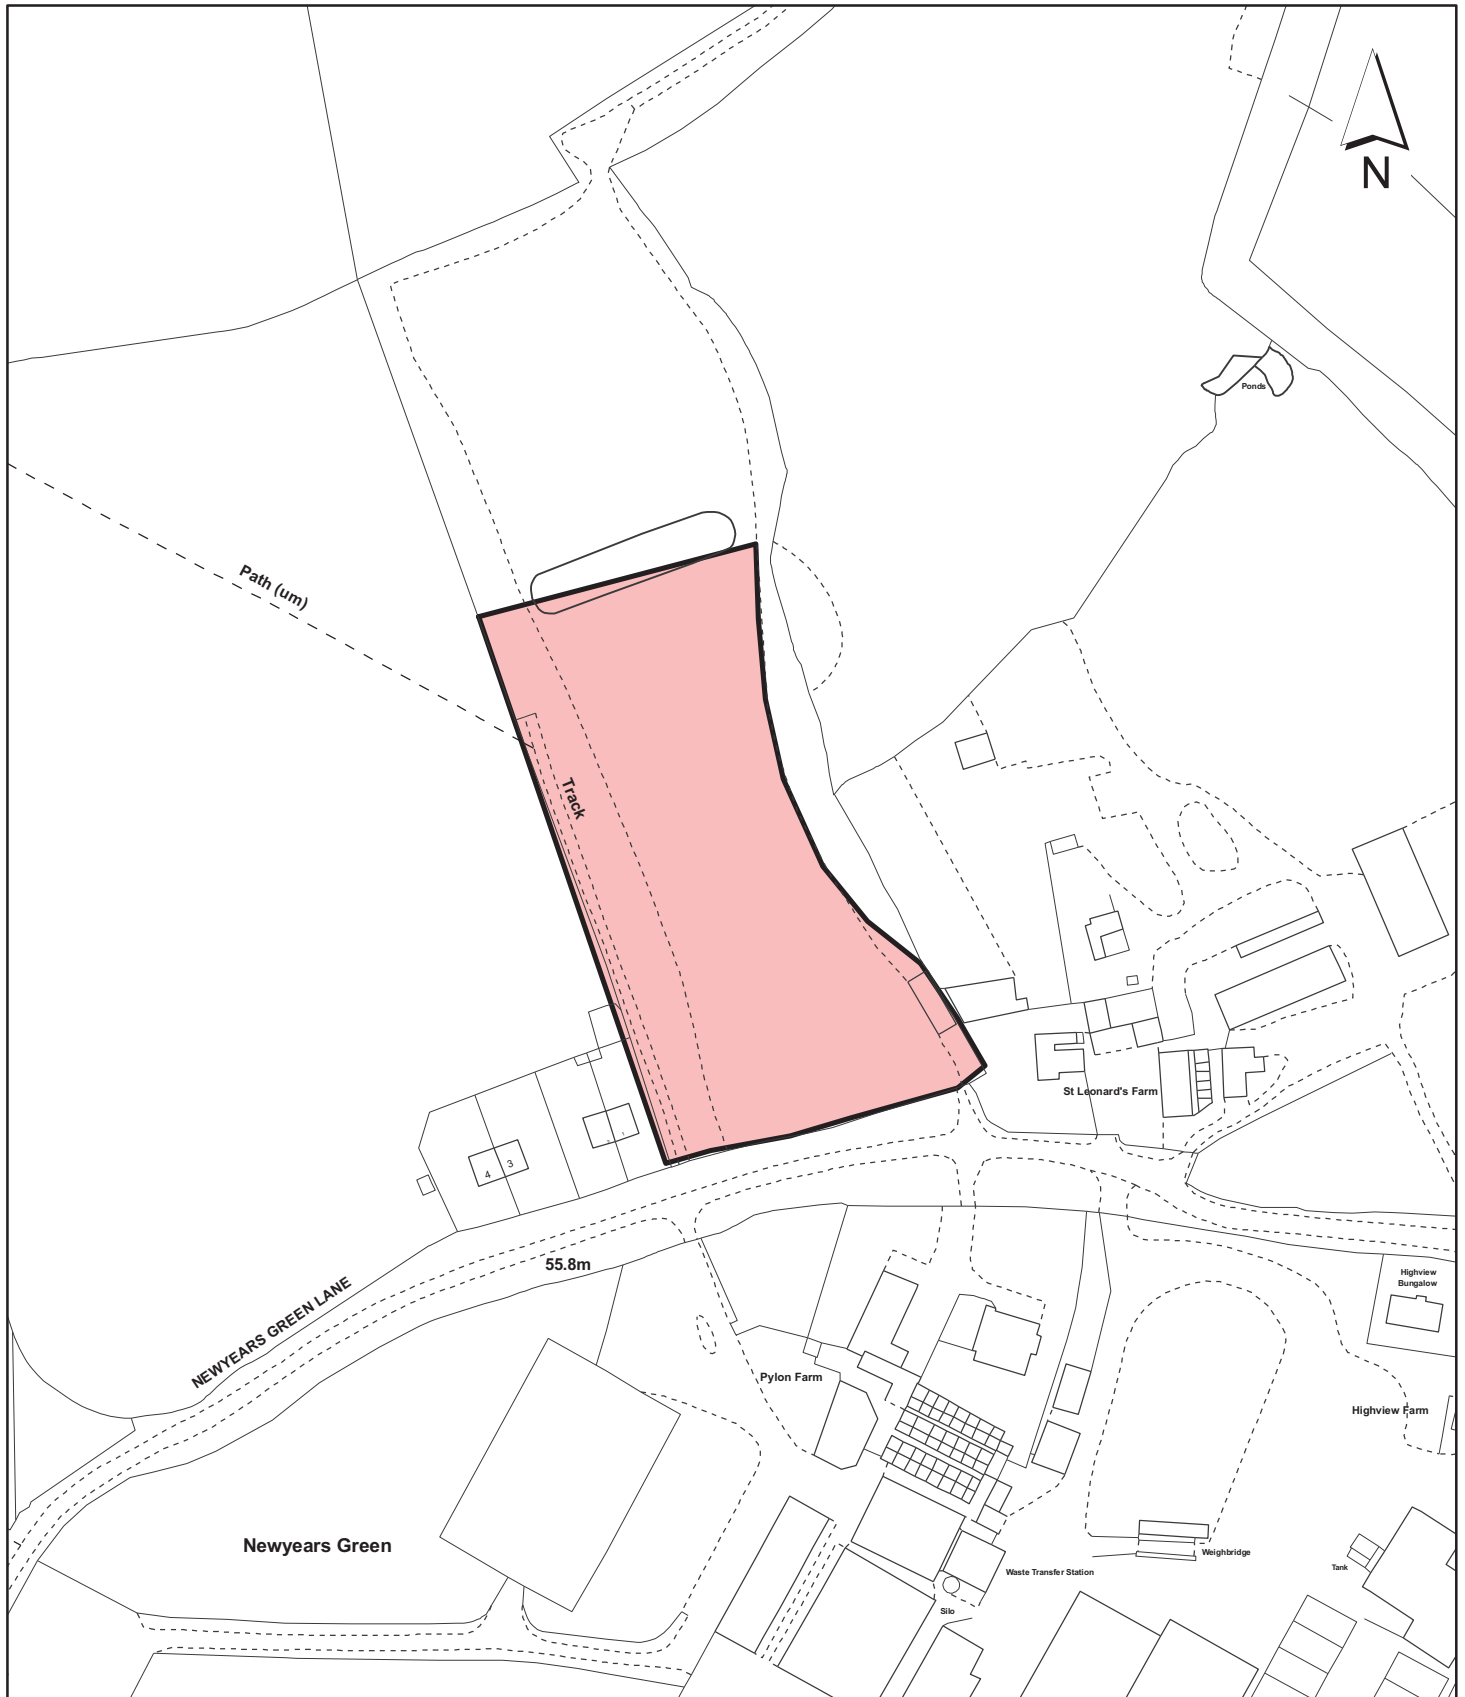 N
Ponds
Path (um)
Track
St Leonard's Farm
4
3
55.8m
NEWYEARS GREEN LANE
Highview
Bungalow
Pylon Farm
Highview Farm
Newyears Green
Weighbridge
Waste Transfer Station
Tank
Silo